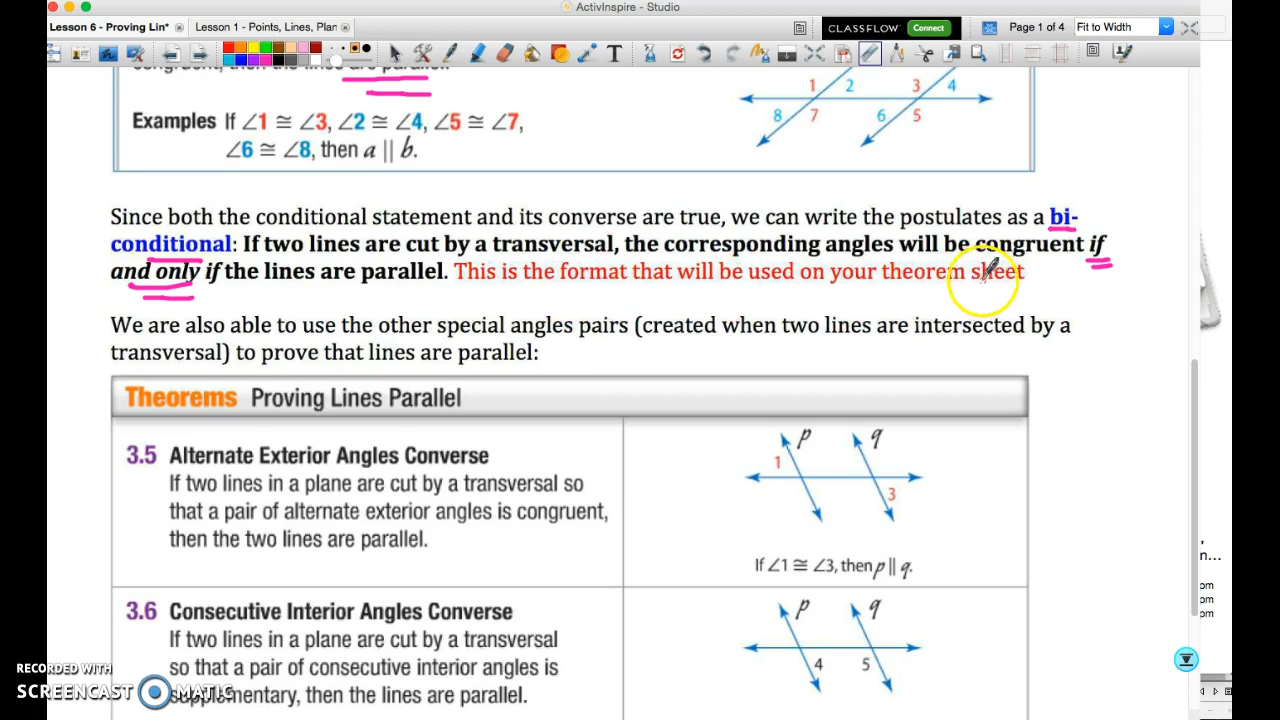 ActivInspire - Studio
Lesson 6 - Proving Lin*
Lesson 1 - Points, Lines, Plan
CLASSFLOW Connect
Page 1 of 4
Fit to Width
congruent, then the lines are parallel.
1 2 3 4
8 7 6 5
Examples If ∠1 ≅ ∠3, ∠2 ≅ ∠4, ∠5 ≅ ∠7,
∠6 ≅ ∠8, then a || b.
Since both the conditional statement and its converse are true, we can write the postulates as a bi-
conditional: If two lines are cut by a transversal, the corresponding angles will be congruent if
and only if the lines are parallel. This is the format that will be used on your theorem sheet
We are also able to use the other special angles pairs (created when two lines are intersected by a
transversal) to prove that lines are parallel:
Theorems Proving Lines Parallel
3.5 Alternate Exterior Angles Converse
If two lines in a plane are cut by a transversal so
that a pair of alternate exterior angles is congruent,
then the two lines are parallel.
p q
1
3
If ∠1 ≅ ∠3, then p || q.
3.6 Consecutive Interior Angles Converse
If two lines in a plane are cut by a transversal
so that a pair of consecutive interior angles is
supplementary, then the lines are parallel.
p q
4 5
n...
pm
pm
pm
RECORDED WITH
SCREENCAST MATIC